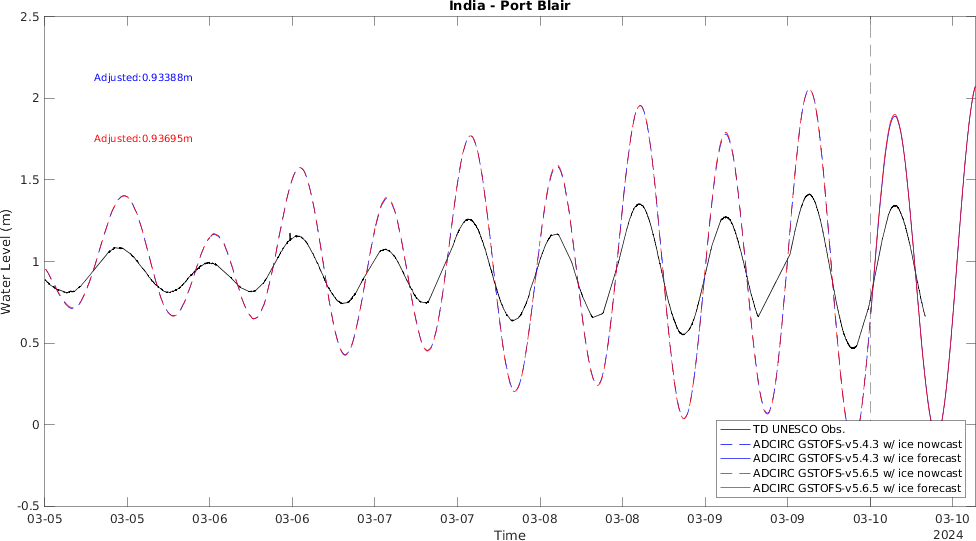 India - Port Blair
2.5
2
1.5
1
0.5
0
-0.5
Water Level (m)
Adjusted:0.93388m
Adjusted:0.93695m
TD UNESCO Obs.
ADCIRC GSTOFS-v5.4.3 w/ ice nowcast
ADCIRC GSTOFS-v5.4.3 w/ ice forecast
ADCIRC GSTOFS-v5.6.5 w/ ice nowcast
ADCIRC GSTOFS-v5.6.5 w/ ice forecast
03-05 03-05 03-06 03-06 03-07 03-07 03-08 03-08 03-09 03-09 03-10 03-10
2024
Time